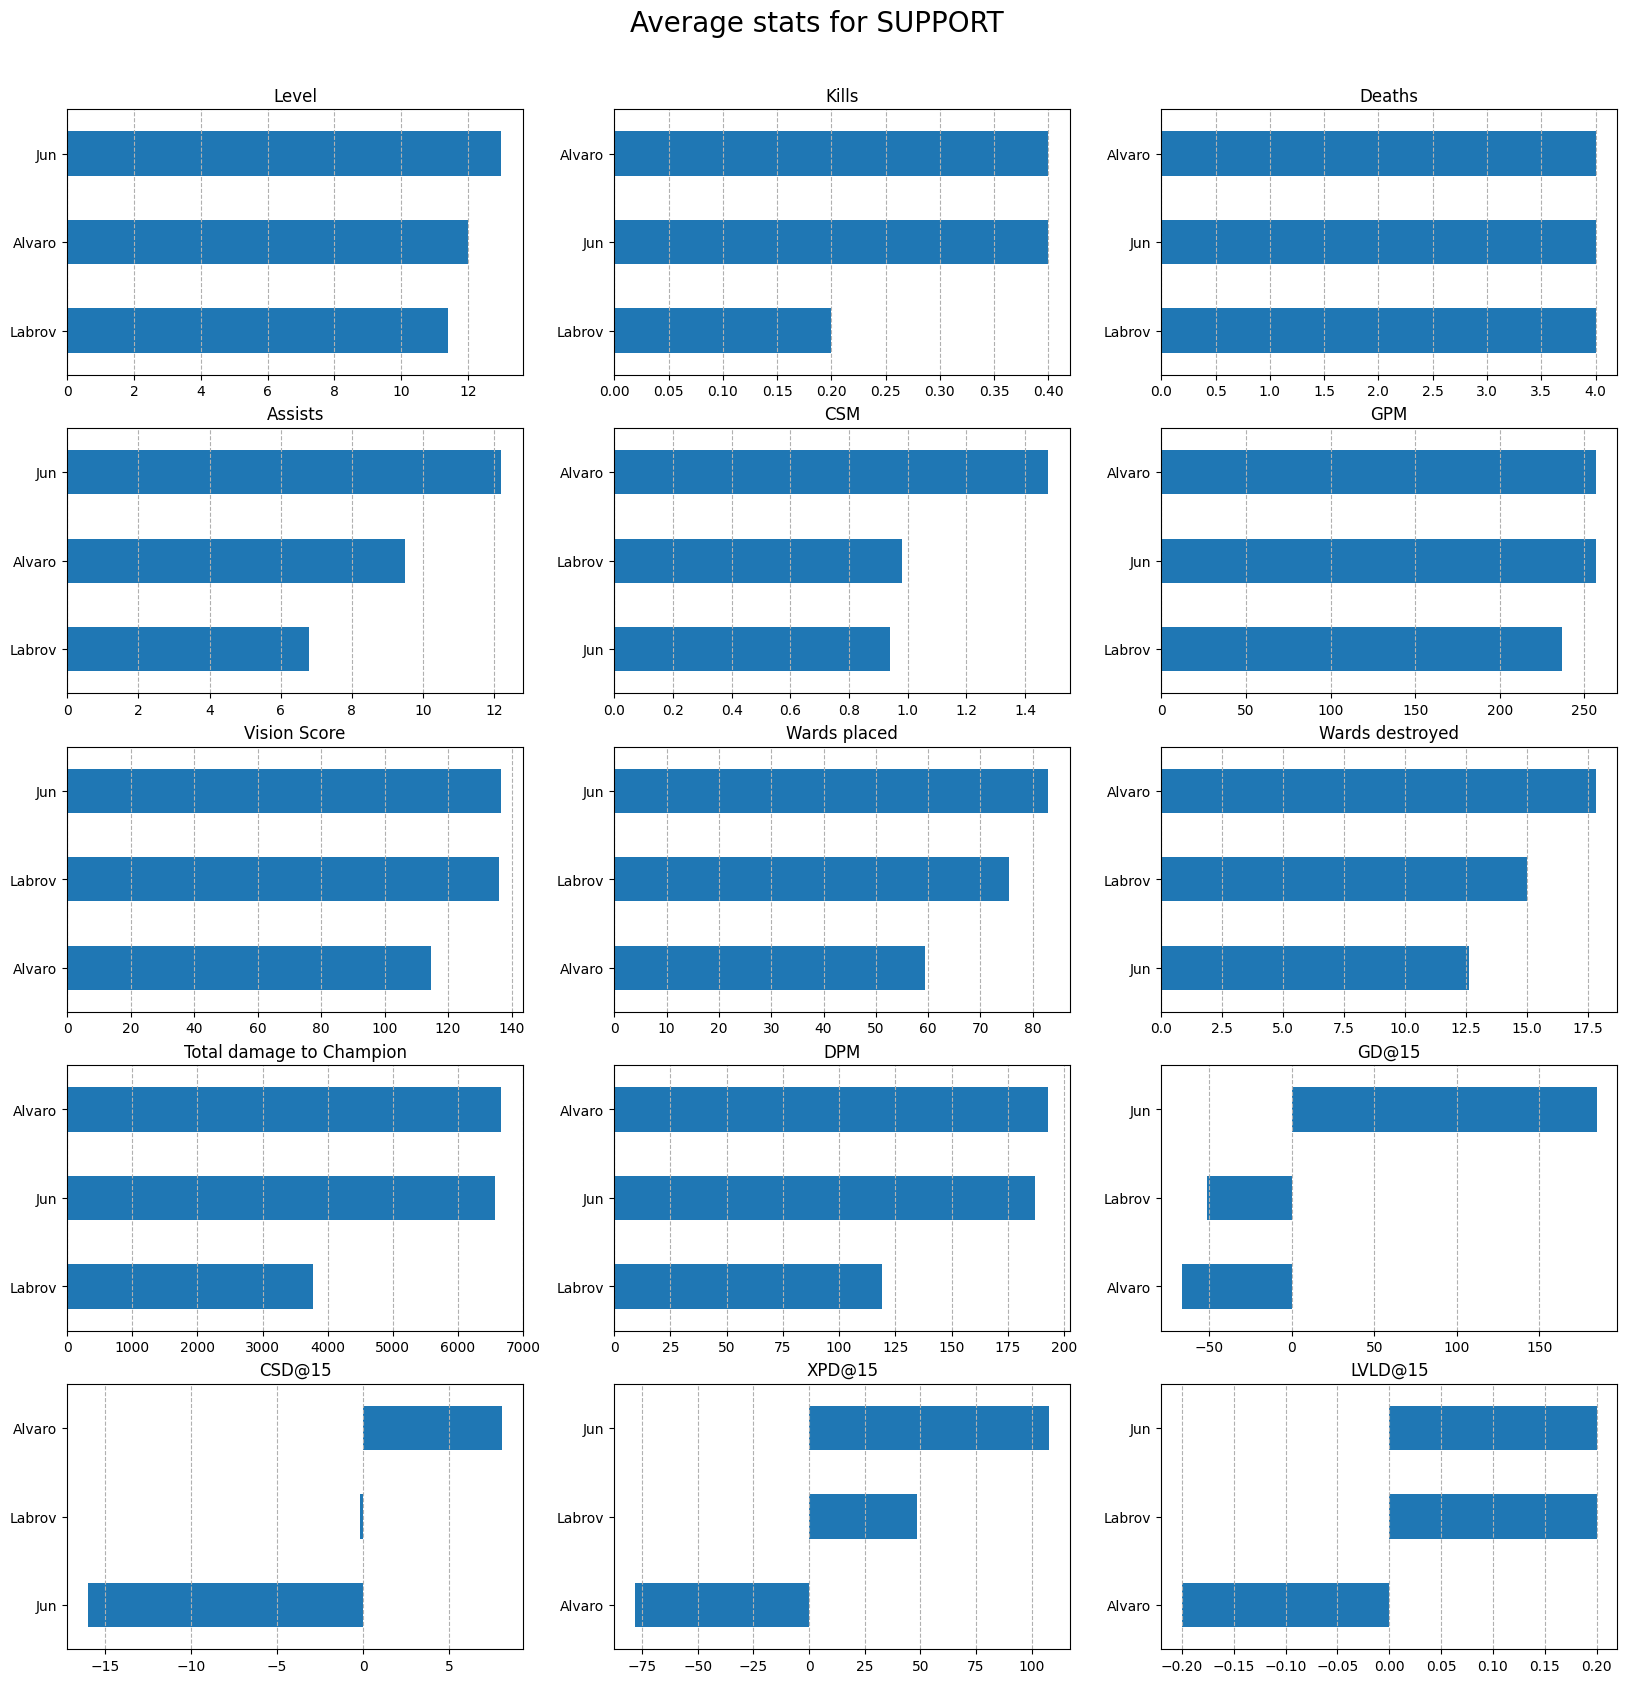 Average stats for SUPPORT
Level
Jun
Alvaro
Labrov
0 2 4 6 8 10 12
Kills
Alvaro
Jun
Labrov
0.00 0.05 0.10 0.15 0.20 0.25 0.30 0.35 0.40
Deaths
Alvaro
Jun
Labrov
0.0 0.5 1.0 1.5 2.0 2.5 3.0 3.5 4.0
Assists
Jun
Alvaro
Labrov
0 2 4 6 8 10 12
CSM
Alvaro
Labrov
Jun
0.0 0.2 0.4 0.6 0.8 1.0 1.2 1.4
GPM
Alvaro
Jun
Labrov
0 50 100 150 200 250
Vision Score
Jun
Labrov
Alvaro
0 20 40 60 80 100 120 140
Wards placed
Jun
Labrov
Alvaro
0 10 20 30 40 50 60 70 80
Wards destroyed
Alvaro
Labrov
Jun
0.0 2.5 5.0 7.5 10.0 12.5 15.0 17.5
Total damage to Champion
Alvaro
Jun
Labrov
0 1000 2000 3000 4000 5000 6000 7000
DPM
Alvaro
Jun
Labrov
0 25 50 75 100 125 150 175 200
GD@15
Jun
Labrov
Alvaro
−50 0 50 100 150
CSD@15
Alvaro
Labrov
Jun
−15 −10 −5 0 5
XPD@15
Jun
Labrov
Alvaro
−75 −50 −25 0 25 50 75 100
LVLD@15
Jun
Labrov
Alvaro
−0.20 −0.15 −0.10 −0.05 0.00 0.05 0.10 0.15 0.20